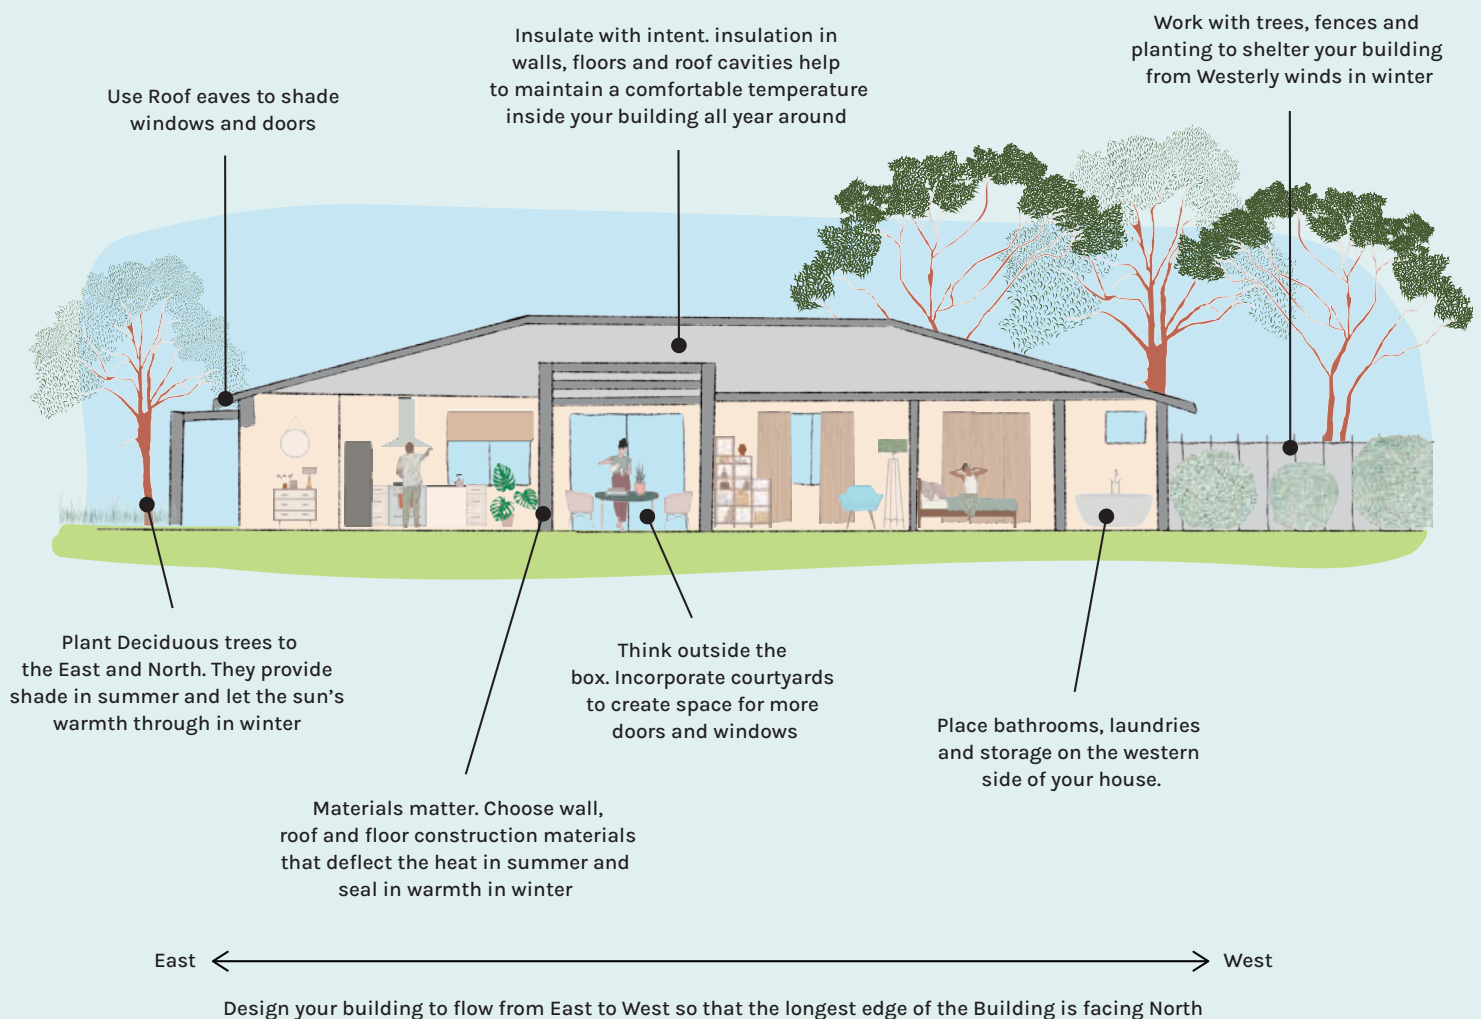 Use Roof eaves to shade
windows and doors
Insulate with intent. insulation in
walls, floors and roof cavities help
to maintain a comfortable temperature
inside your building all year around
Work with trees, fences and
planting to shelter your building
from Westerly winds in winter
Plant Deciduous trees to
the East and North. They provide
shade in summer and let the sun's
warmth through in winter
Materials matter. Choose wall,
roof and floor construction materials
that deflect the heat in summer and
seal in warmth in winter
Think outside the
box. Incorporate courtyards
to create space for more
doors and windows
Place bathrooms, laundries
and storage on the western
side of your house.
East
West
Design your building to flow from East to West so that the longest edge of the Building is facing North